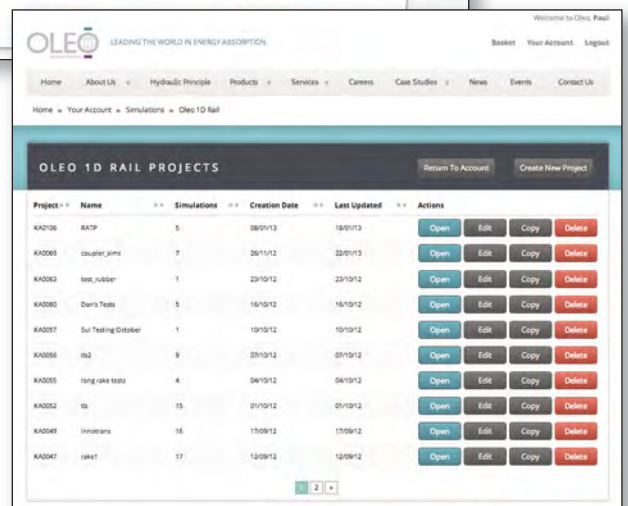 Welcome to Oleo, Paul
OLEO LEADING THE WORLD IN ENERGY ABSORPTION
Basket Your Account Logout
Home About Us Hydraulic Principle Products Services Careers Case Studies News Events Contact Us
Home » Your Account » Simulations » Oleo 1D Rail
OLEO 1D RAIL PROJECTS Return To Account Create New Project
Project Name Simulations Creation Date Last Updated Actions
KA0106 RATP 5 08/01/13 18/01/13 Open Edit Copy Delete
KA0069 coupler_sims 7 26/11/12 22/01/13 Open Edit Copy Delete
KA0063 test_rubber 1 23/10/12 23/10/12 Open Edit Copy Delete
KA0060 Dan's Tests 5 16/10/12 16/10/12 Open Edit Copy Delete
KA0057 Sul Testing October 1 10/10/12 10/10/12 Open Edit Copy Delete
KA0056 tb2 9 07/10/12 07/10/12 Open Edit Copy Delete
KA0055 long rake tests 4 04/10/12 04/10/12 Open Edit Copy Delete
KA0052 tb 15 01/10/12 01/10/12 Open Edit Copy Delete
KA0049 innotrans 16 17/09/12 17/09/12 Open Edit Copy Delete
KA0047 rake1 17 12/09/12 12/09/12 Open Edit Copy Delete
1 2 »